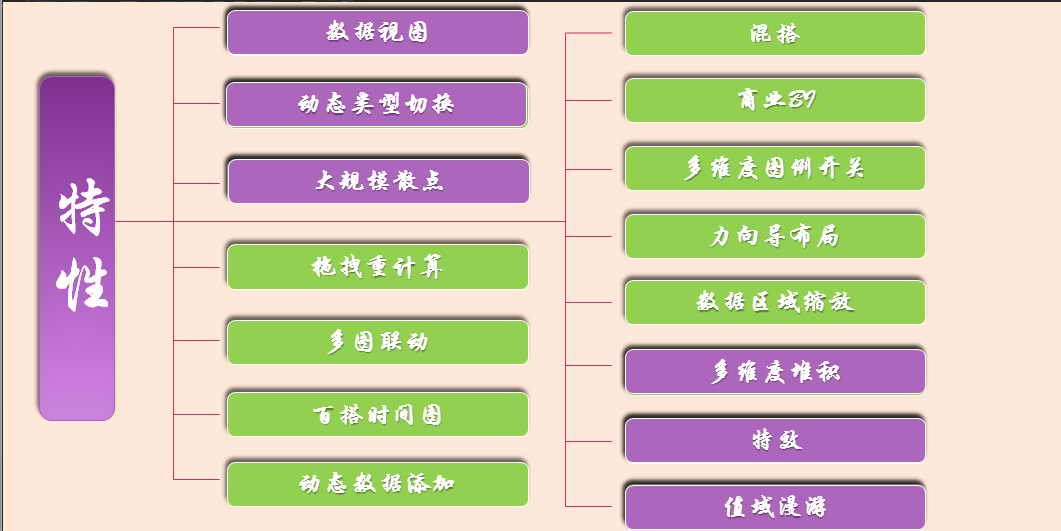 特性
数据视图
动态类型切换
大规模散点
拖拽重计算
多图联动
百搭时间图
动态数据添加
混搭
商业BI
多维度图例开关
力向导布局
数据区域缩放
多维度堆积
特效
值域漫游